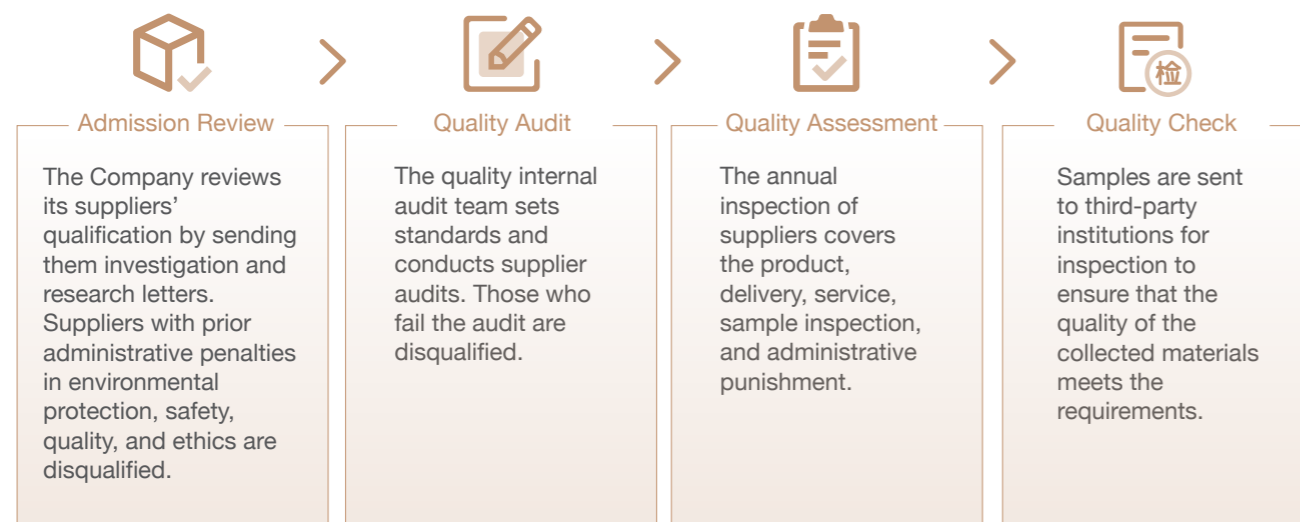 检
Admission Review
The Company reviews
its suppliers’
qualification by sending
them investigation and
research letters.
Suppliers with prior
administrative penalties
in environmental
protection, safety,
quality, and ethics are
disqualified.
Quality Audit
The quality internal
audit team sets
standards and
conducts supplier
audits. Those who
fail the audit are
disqualified.
Quality Assessment
The annual
inspection of
suppliers covers
the product,
delivery, service,
sample inspection,
and administrative
punishment.
Quality Check
Samples are sent
to third-party
institutions for
inspection to
ensure that the
quality of the
collected materials
meets the
requirements.